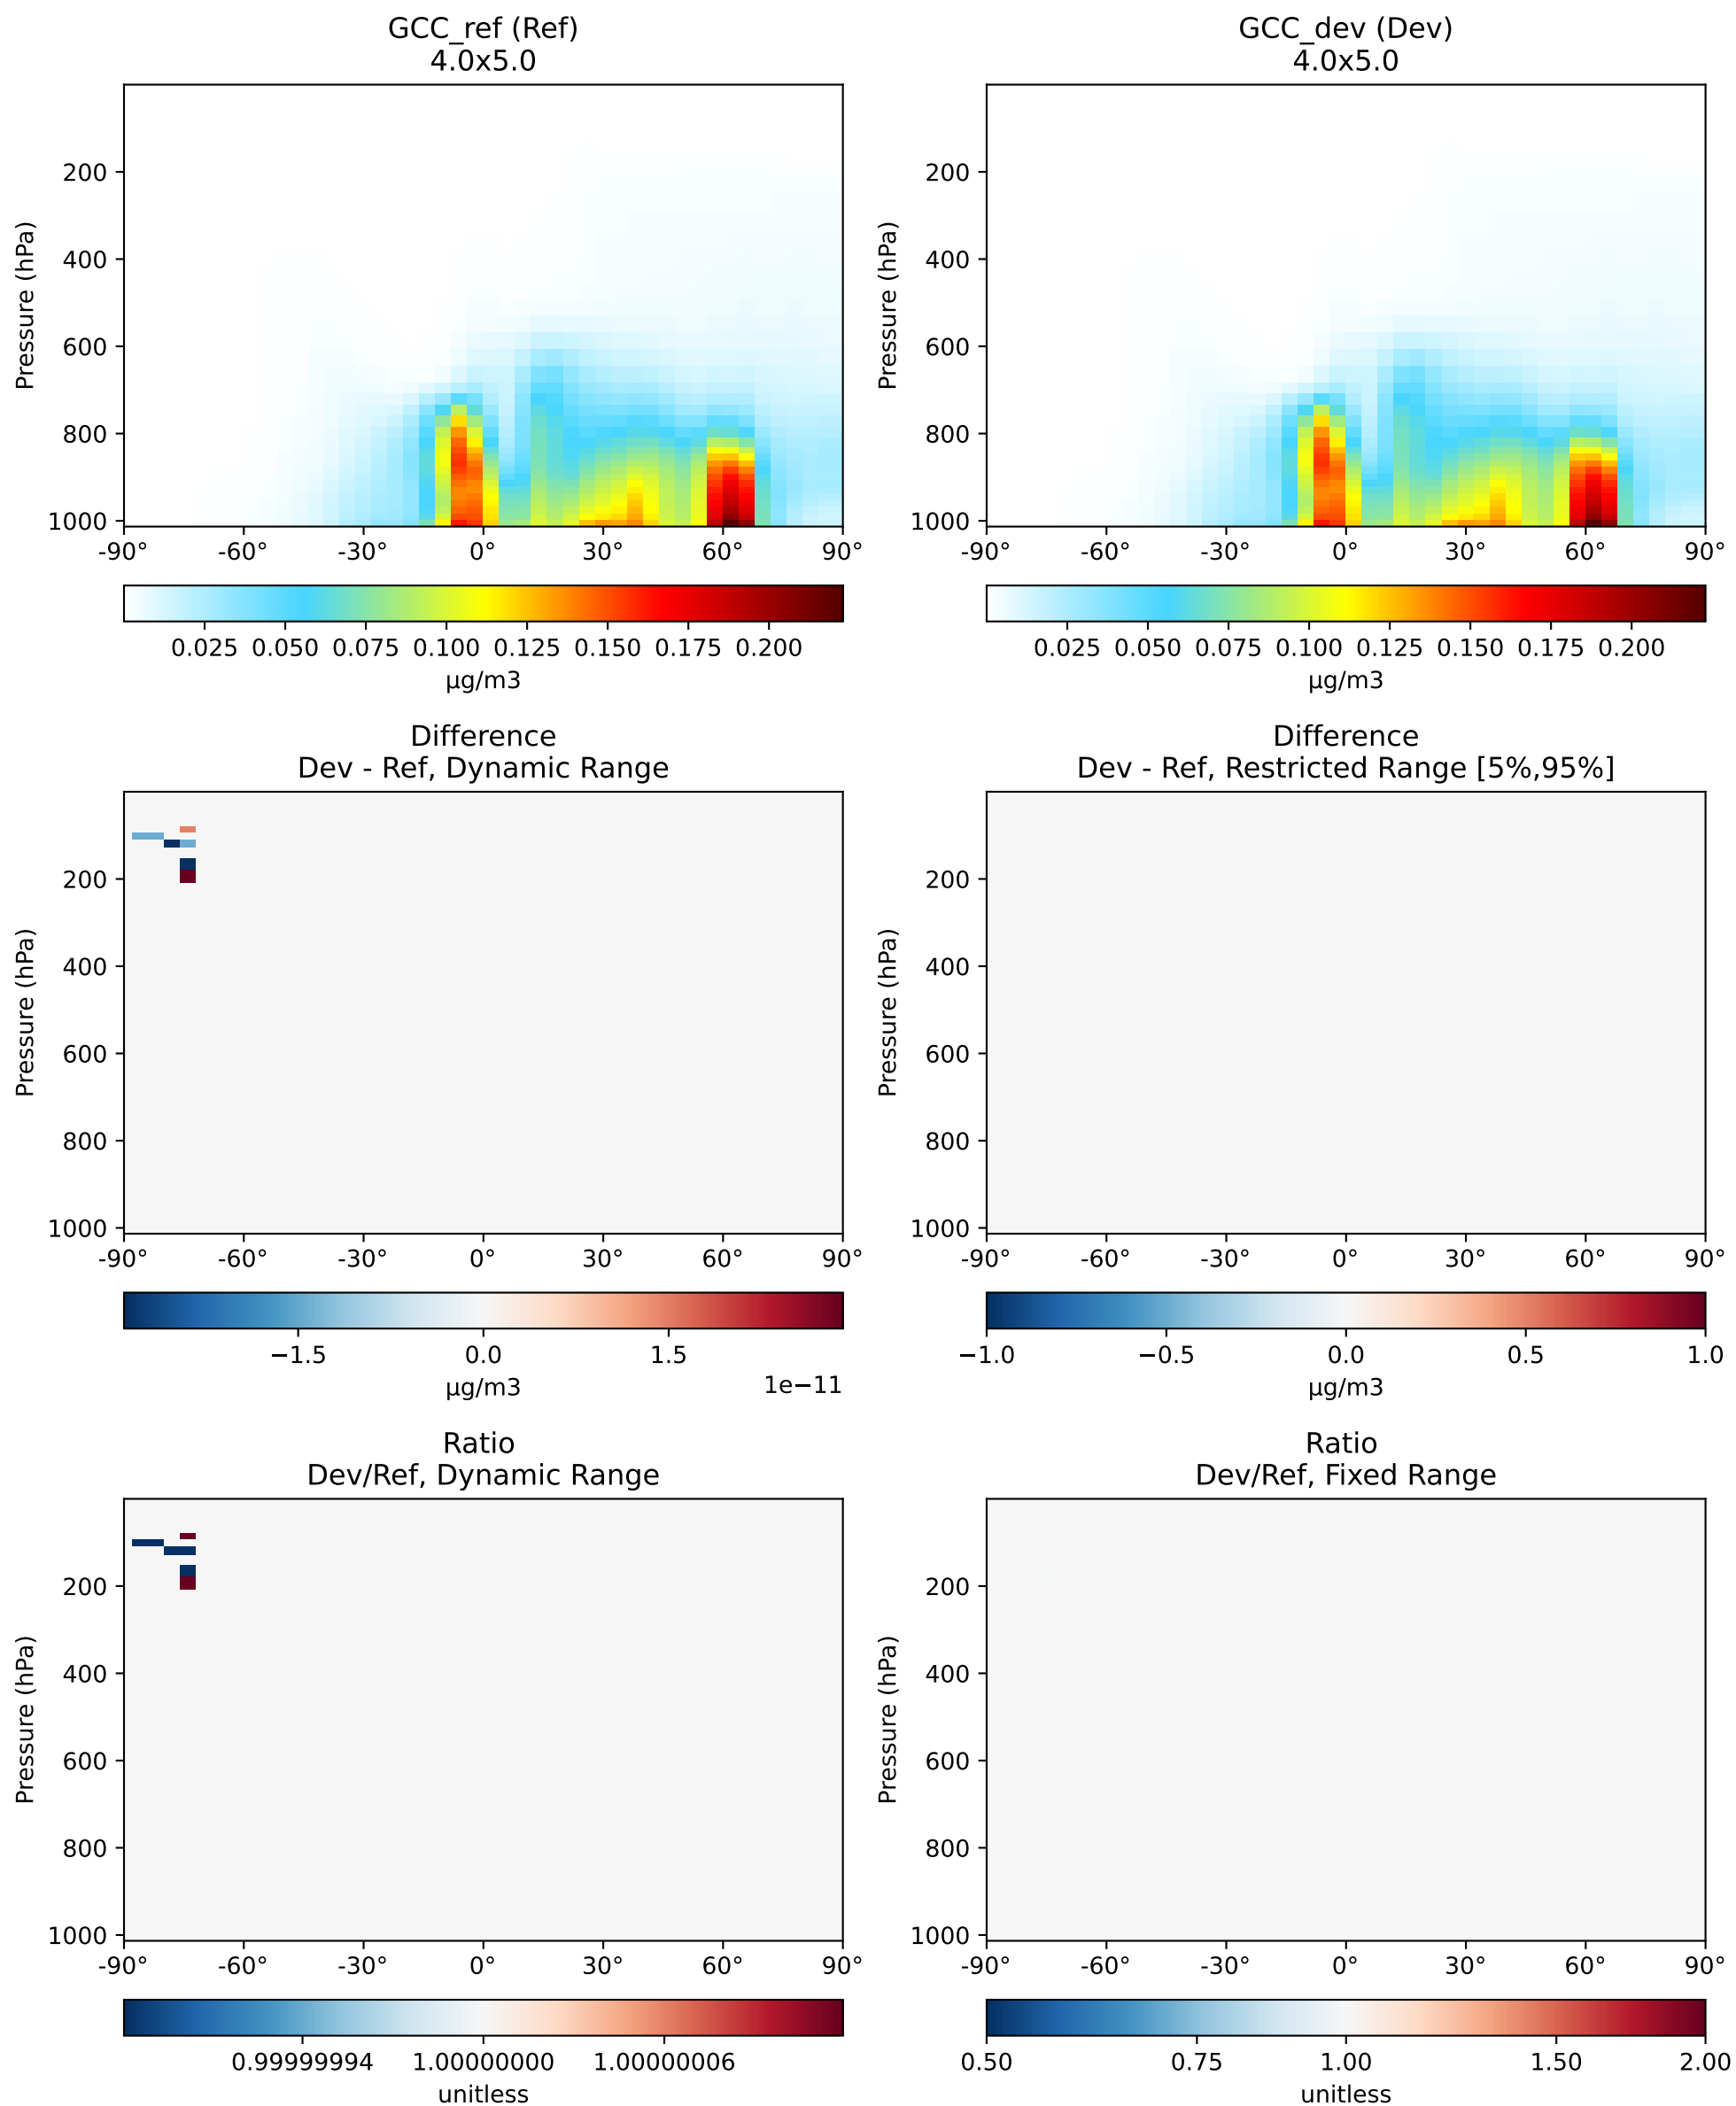 GCC_ref (Ref)
4.0x5.0
Pressure (hPa)
200
400
600
800
1000
-90° -60° -30° 0° 30° 60° 90°
0.025 0.050 0.075 0.100 0.125 0.150 0.175 0.200
µg/m3
GCC_dev (Dev)
4.0x5.0
Pressure (hPa)
200
400
600
800
1000
-90° -60° -30° 0° 30° 60° 90°
0.025 0.050 0.075 0.100 0.125 0.150 0.175 0.200
µg/m3
Difference
Dev - Ref, Dynamic Range
Pressure (hPa)
200
400
600
800
1000
-90° -60° -30° 0° 30° 60° 90°
−1.5 0.0 1.5
µg/m3 1e−11
Difference
Dev - Ref, Restricted Range [5%,95%]
Pressure (hPa)
200
400
600
800
1000
-90° -60° -30° 0° 30° 60° 90°
−1.0 −0.5 0.0 0.5 1.0
µg/m3
Ratio
Dev/Ref, Dynamic Range
Pressure (hPa)
200
400
600
800
1000
-90° -60° -30° 0° 30° 60° 90°
0.99999994 1.00000000 1.00000006
unitless
Ratio
Dev/Ref, Fixed Range
Pressure (hPa)
200
400
600
800
1000
-90° -60° -30° 0° 30° 60° 90°
0.50 0.75 1.00 1.50 2.00
unitless